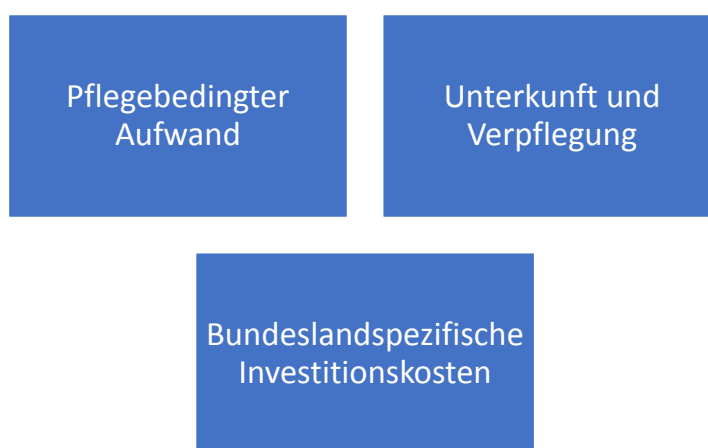 Pflegebedingter
Aufwand
Unterkunft und
Verpflegung
Bundeslandspezifische
Investitionskosten